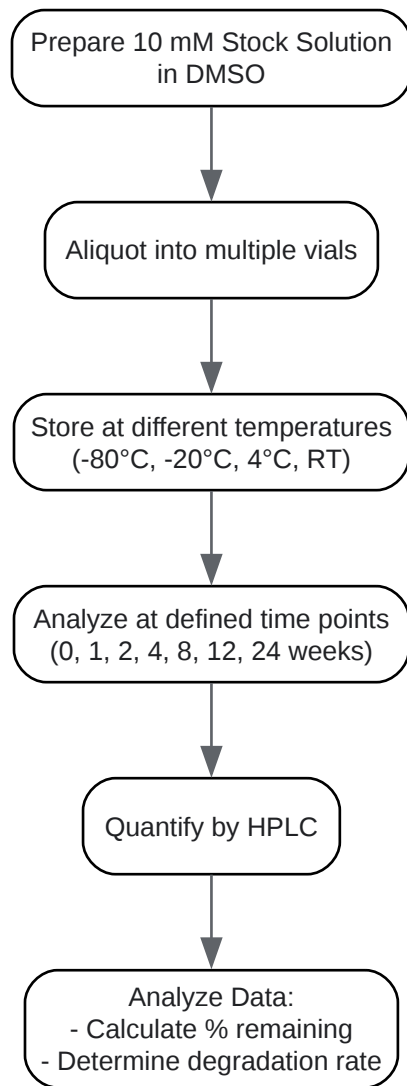 Prepare 10 mM Stock Solution
in DMSO
Aliquot into multiple vials
Store at different temperatures
(-80°C, -20°C, 4°C, RT)
Analyze at defined time points
(0, 1, 2, 4, 8, 12, 24 weeks)
Quantify by HPLC
Analyze Data:
- Calculate % remaining
- Determine degradation rate